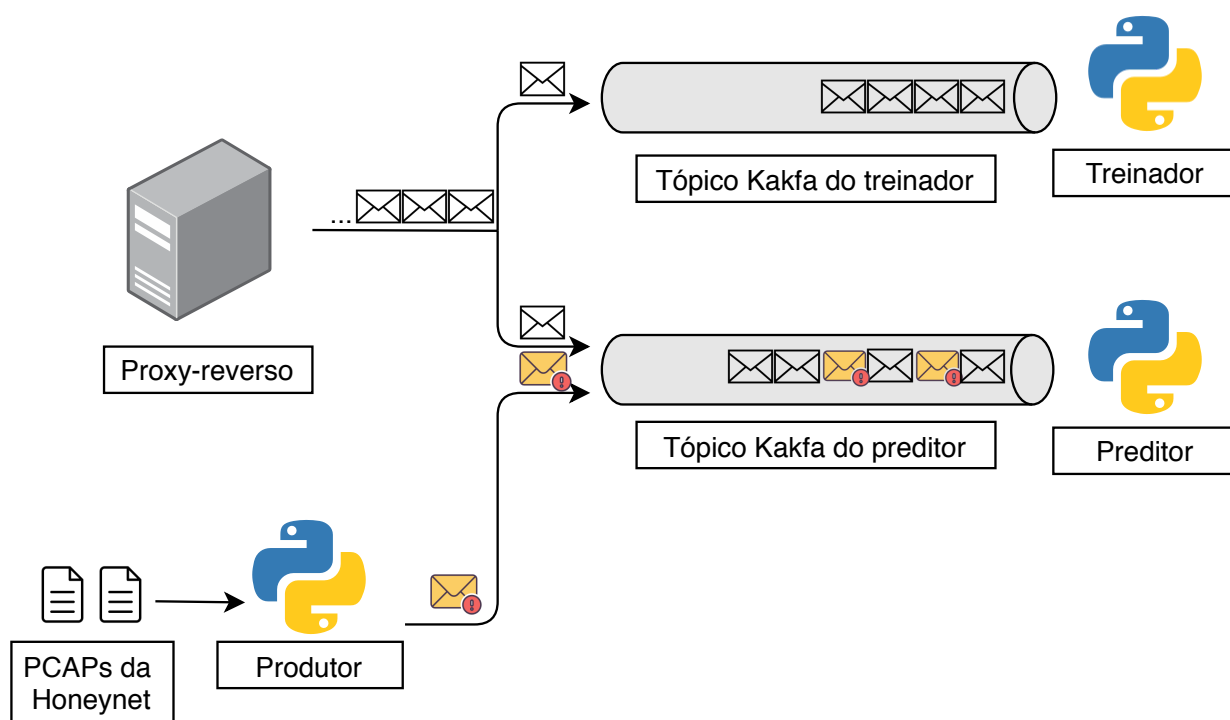 Tópico Kakfa do treinador
Treinador
...
Proxy-reverso
Tópico Kakfa do preditor
Preditor
PCAPs da
Honeynet
Produtor